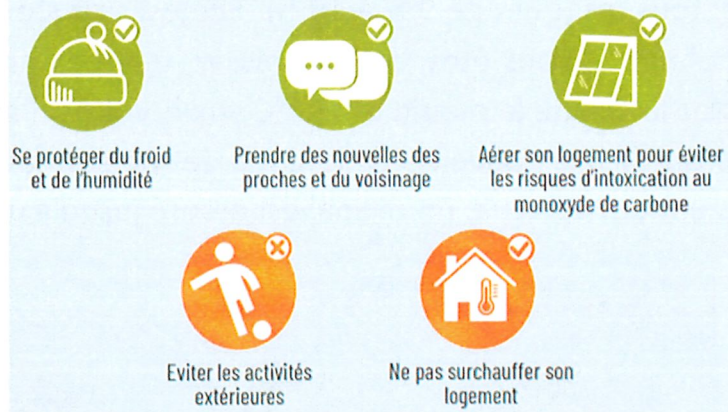 Se protéger du froid
et de l'humidité
Prendre des nouvelles des
proches et du voisinage
Aérer son logement pour éviter
les risques d'intoxication au
monoxyde de carbone
Eviter les activités
extérieures
Ne pas surchauffer son
logement